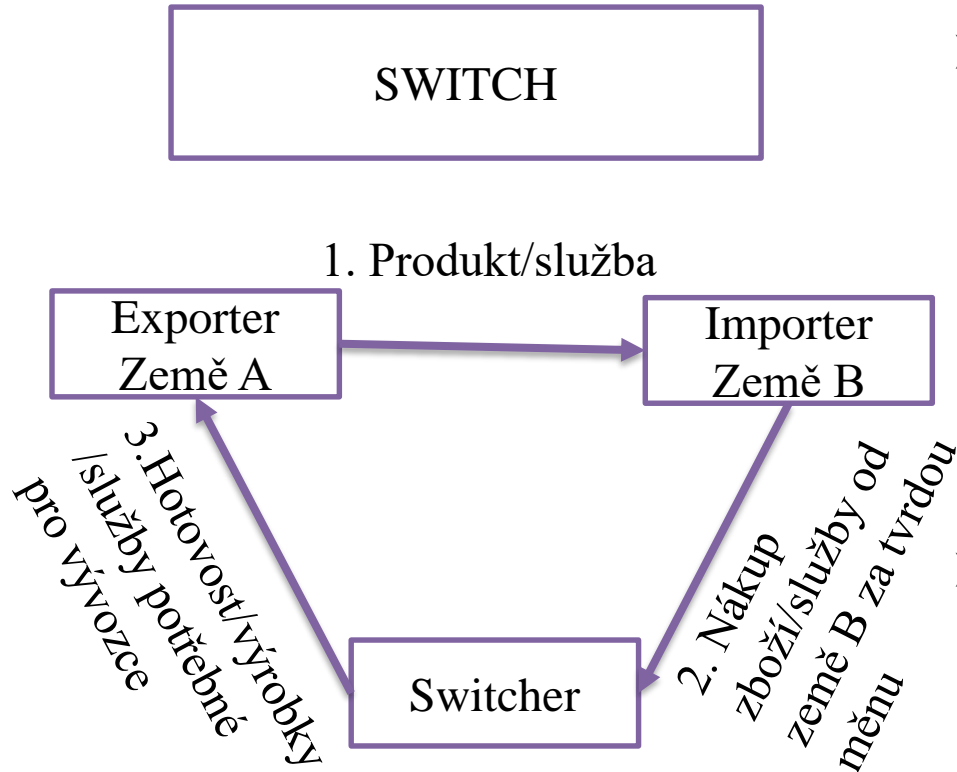 SWITCH
1. Produkt/služba
Exporter
Země A
Importer
Země B
3.Hotovost/výrobky
/služby potřebné
pro vývozce
2. Nákup
zboží/služby od
země B za tvrdou
měnu
Switcher